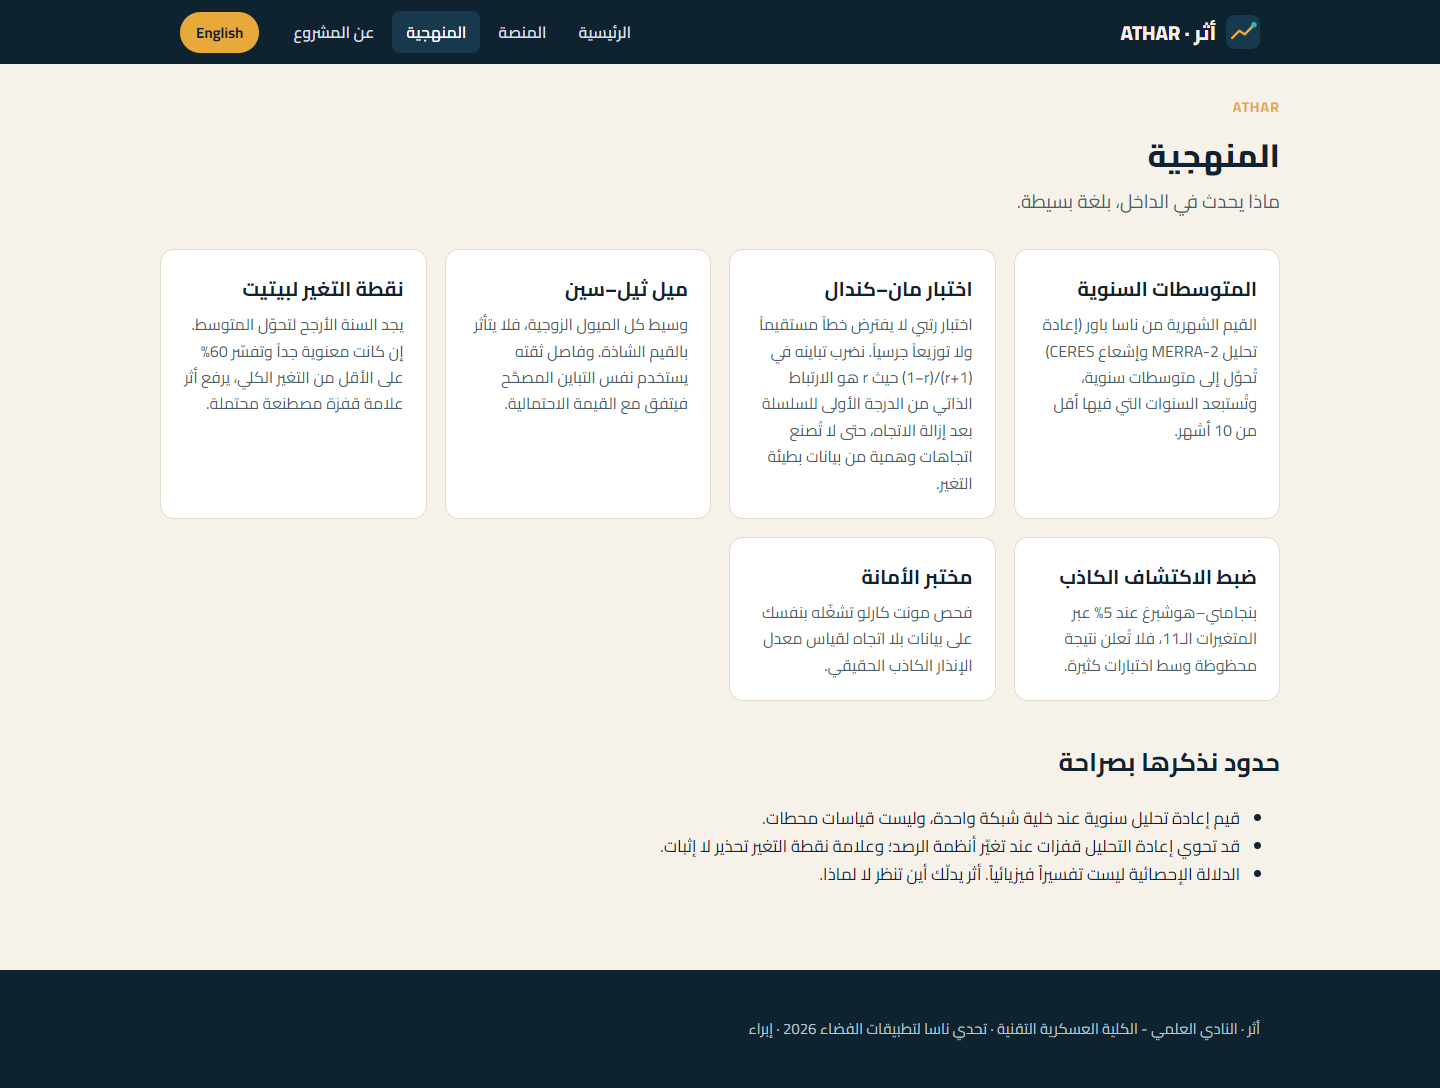 أثر · ATHAR
الرئيسية
المنصة
المنهجية
عن المشروع
English
ATHAR
المنهجية
ماذا يحدث في الداخل، بلغة بسيطة.
المتوسطات السنوية
القيم الشهرية من ناسا باور (إعادة
تحليل MERRA-2 وإشعاع CERES)
تُحوَّل إلى متوسطات سنوية،
وتُستبعد السنوات التي فيها أقل
من 10 أشهر.
اختبار مان–كندال
اختبار رتبي لا يفترض خطاً مستقيماً
ولا توزيعاً جرسياً. نضرب تباينه في
(1+r)/(1−r) حيث r هو الارتباط
الذاتي من الدرجة الأولى للسلسلة
بعد إزالة الاتجاه، حتى لا تُصنع
اتجاهات وهمية من بيانات بطيئة
التغير.
ميل ثيل–سين
وسيط كل الميول الزوجية، فلا يتأثر
بالقيم الشاذة. وفاصل ثقته
يستخدم نفس التباين المصحَّح
فيتفق مع القيمة الاحتمالية.
نقطة التغير لبيتيت
يجد السنة الأرجح لتحوّل المتوسط.
إن كانت معنوية جداً وتفسّر 60%
على الأقل من التغير الكلي، يرفع أثر
علامة قفزة مصطنعة محتملة.
ضبط الاكتشاف الكاذب
بنجامني–هوشبرغ عند 5% عبر
المتغيرات الـ11، فلا تُعلن نتيجة
محظوظة وسط اختبارات كثيرة.
مختبر الأمانة
فحص مونت كارلو تشغّله بنفسك
على بيانات بلا اتجاه لقياس معدل
الإنذار الكاذب الحقيقي.
حدود نذكرها بصراحة
قيم إعادة تحليل سنوية عند خلية شبكة واحدة، وليست قياسات محطات.
قد تحوي إعادة التحليل قفزات عند تغيّر أنظمة الرصد؛ وعلامة نقطة التغير تحذير لا إثبات.
الدلالة الإحصائية ليست تفسيراً فيزيائياً. أثر يدلّك أين تنظر لا لماذا.
أثر · النادي العلمي - الكلية العسكرية التقنية · تحدي ناسا لتطبيقات الفضاء 2026 · إبراء